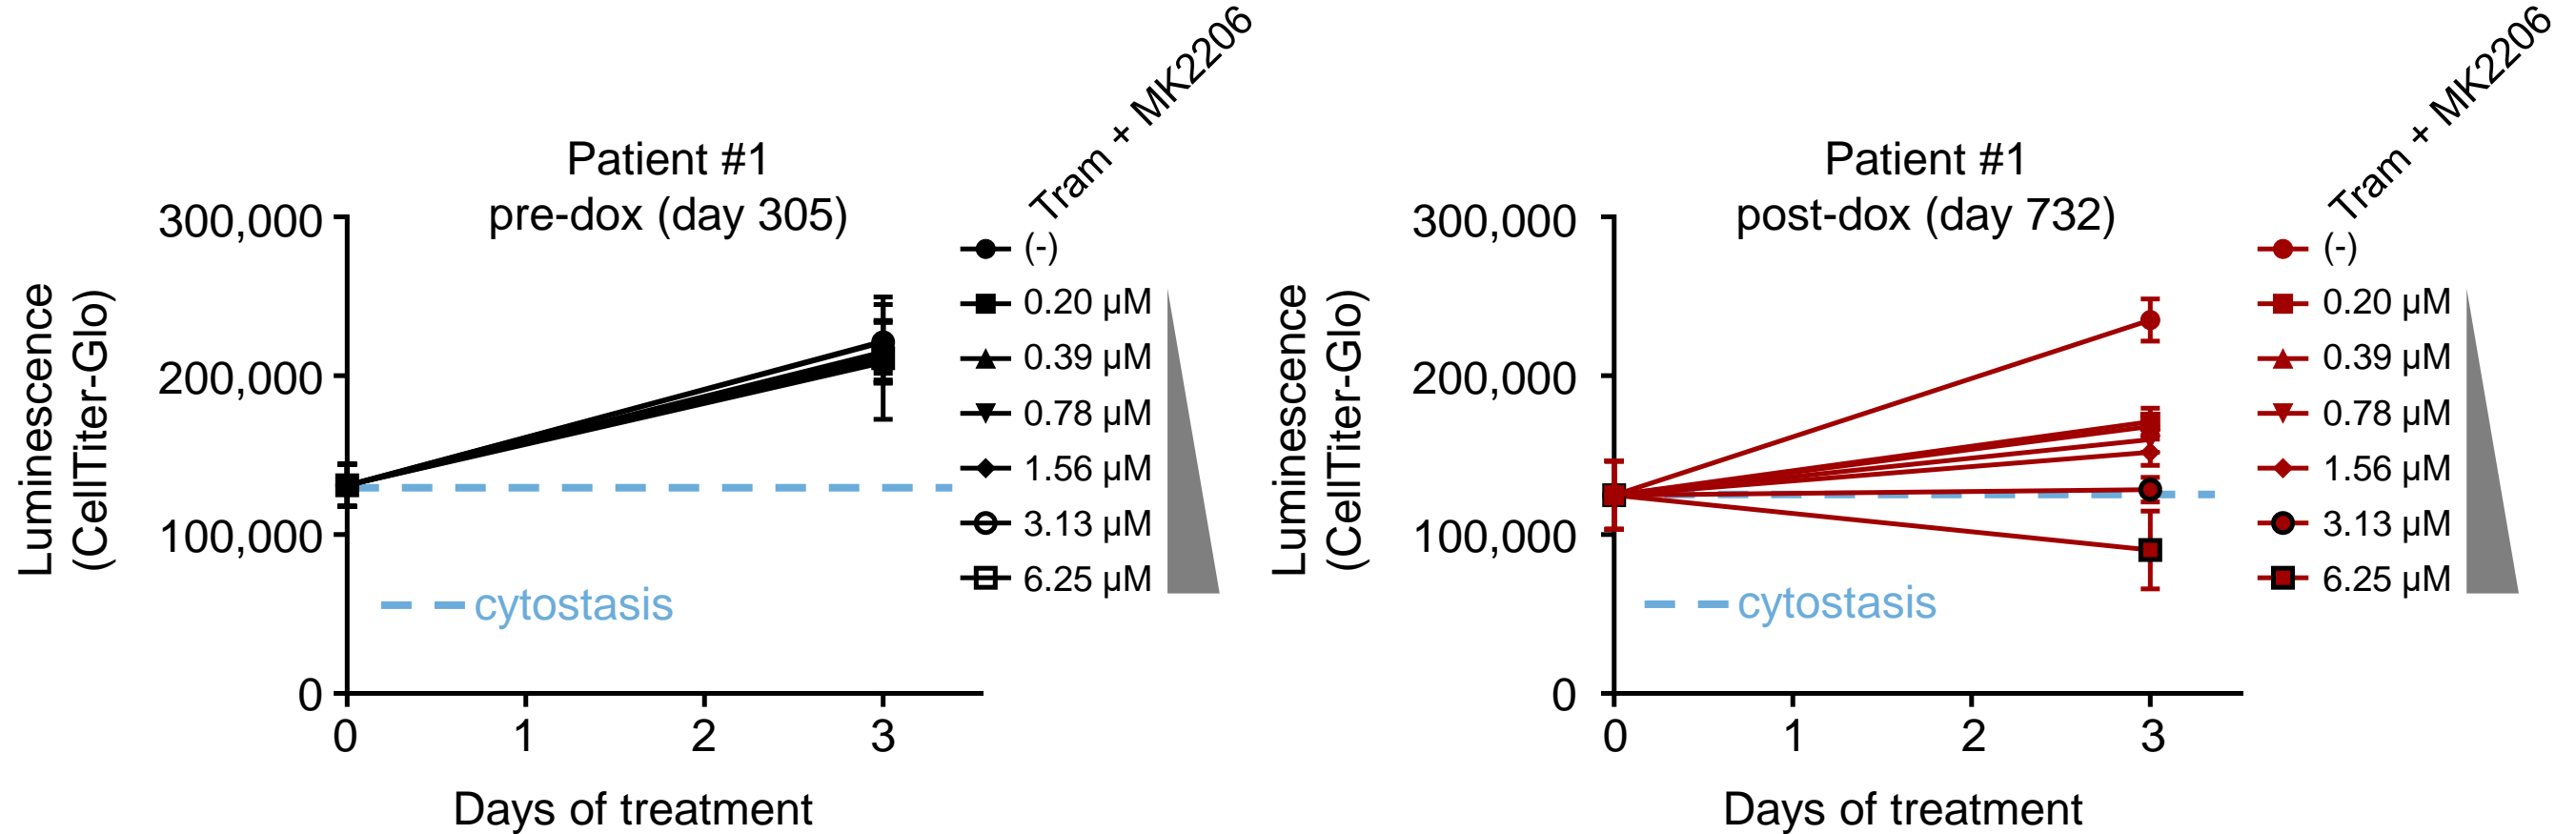 Patient #1
pre-dox (day 305)
Tram + MK2206
300,000
200,000
100,000
0
Luminescence
(CellTiter-Glo)
(-)
0.20 µM
0.39 µM
0.78 µM
1.56 µM
3.13 µM
6.25 µM
cytostasis
0 1 2 3
Days of treatment
Patient #1
post-dox (day 732)
Tram + MK2206
300,000
200,000
100,000
0
Luminescence
(CellTiter-Glo)
(-)
0.20 µM
0.39 µM
0.78 µM
1.56 µM
3.13 µM
6.25 µM
cytostasis
0 1 2 3
Days of treatment